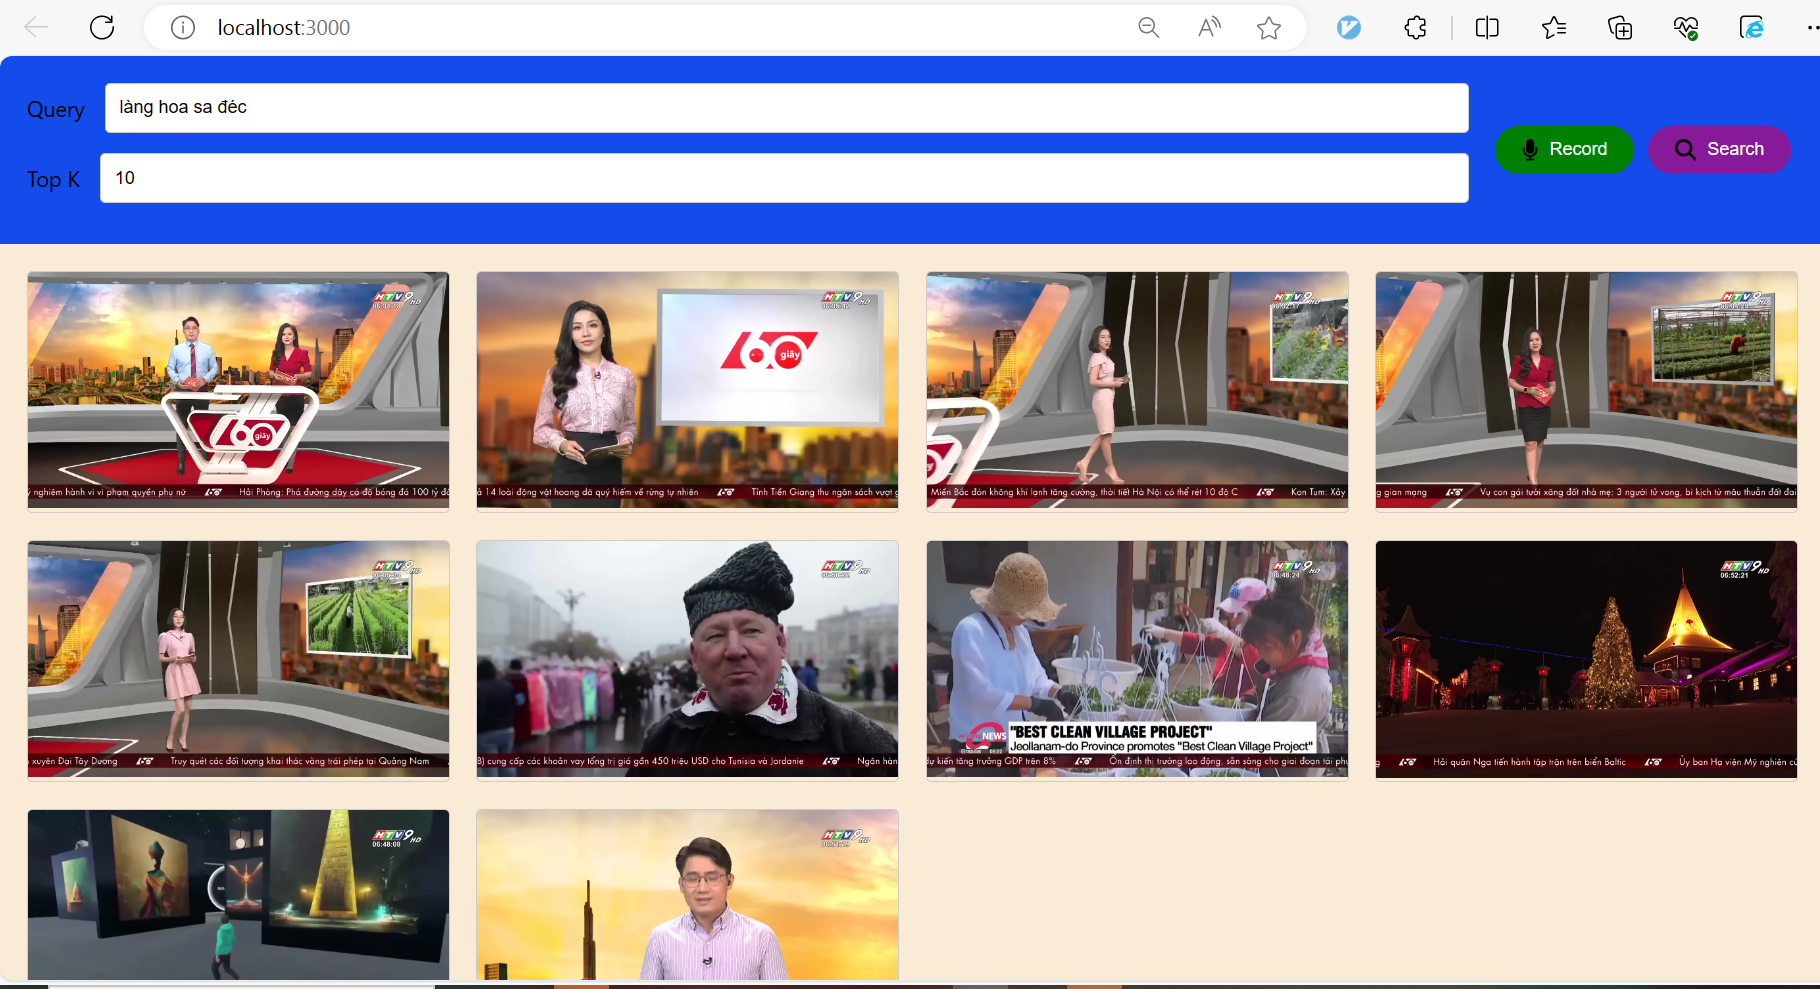 localhost:3000
Query
làng hoa sa đéc
Top K
10
Record
Search
HTV9 HD
60 giây
ý nghiêm hành vi vi phạm quyền phụ nữ
Hải Phòng: Phá đường dây cá độ bóng đá 100 tỷ đ
HTV9 HD
60 giây
ả 14 loài động vật hoang dã quý hiếm về rừng tự nhiên
Tỉnh Tiền Giang thu ngân sách vượt g
HTV9 HD
Miền Bắc đón không khí lạnh tăng cường, thời tiết Hà Nội có thể rét 10 độ C
Kon Tum: Xây
HTV9 HD
g gian mạng
Vụ con gái tưới xăng đốt nhà mẹ: 3 người tử vong, bi kịch từ mâu thuẫn đất đai
HTV9 HD
xuyên Đại Tây Dương
Truy quét các đối tượng khai thác vàng trái phép tại Quảng Nam
HTV9 HD
B) cung cấp các khoản vay tổng trị giá gần 450 triệu USD cho Tunisia và Jordanie
Ngân hàn
HTV9 HD
06:48:24
NEWS
"BEST CLEAN VILLAGE PROJECT"
Jeollanam-do Province promotes "Best Clean Village Project"
dự kiến tăng trưởng GDP trên 8%
Ổn định thị trường lao động, sẵn sàng cho giai đoạn tái phụ
HTV9 HD
06:52:21
Hải quân Nga tiến hành tập trận trên biển Baltic
Ủy ban Hạ viện Mỹ nghiêm cứ
HTV9 HD
06:48:08
HTV9 HD